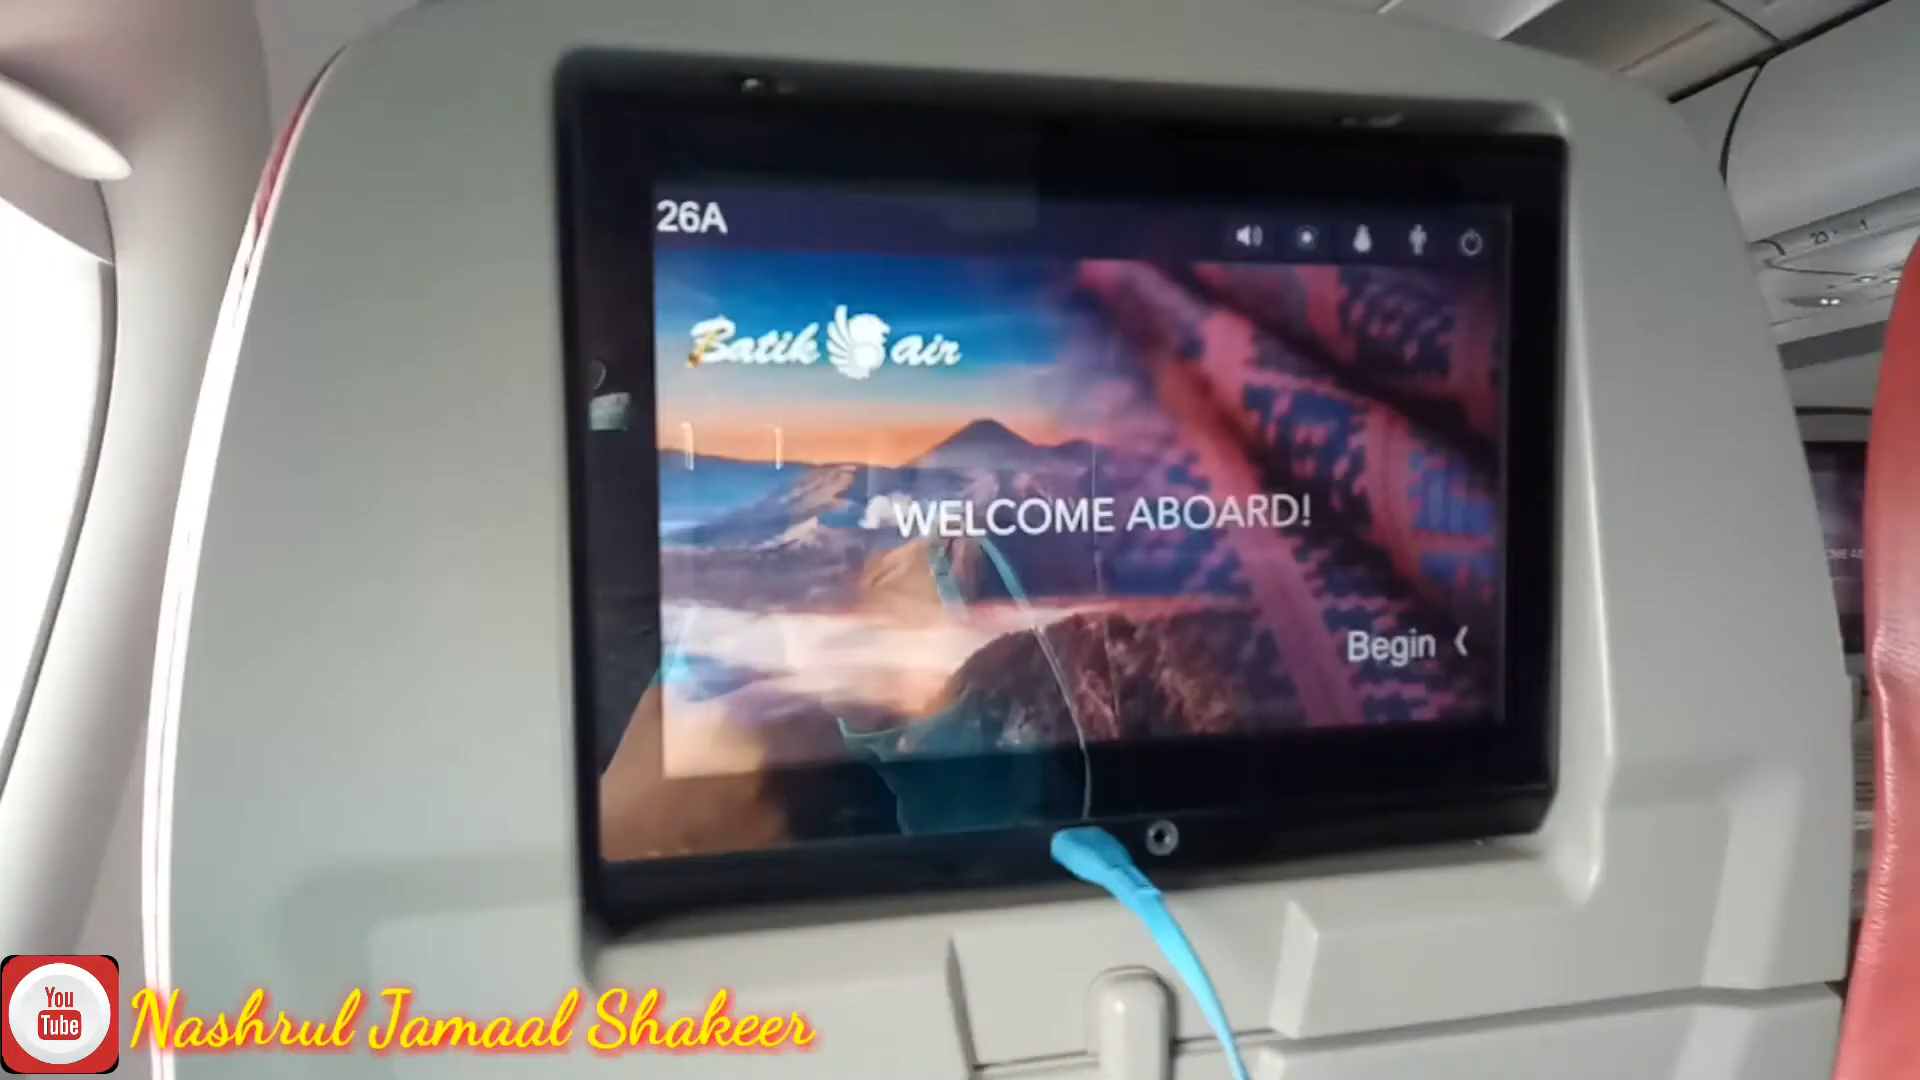 26A
Batik air
WELCOME ABOARD!
Begin
You
Tube
Nashrul Jamaal Shakeer